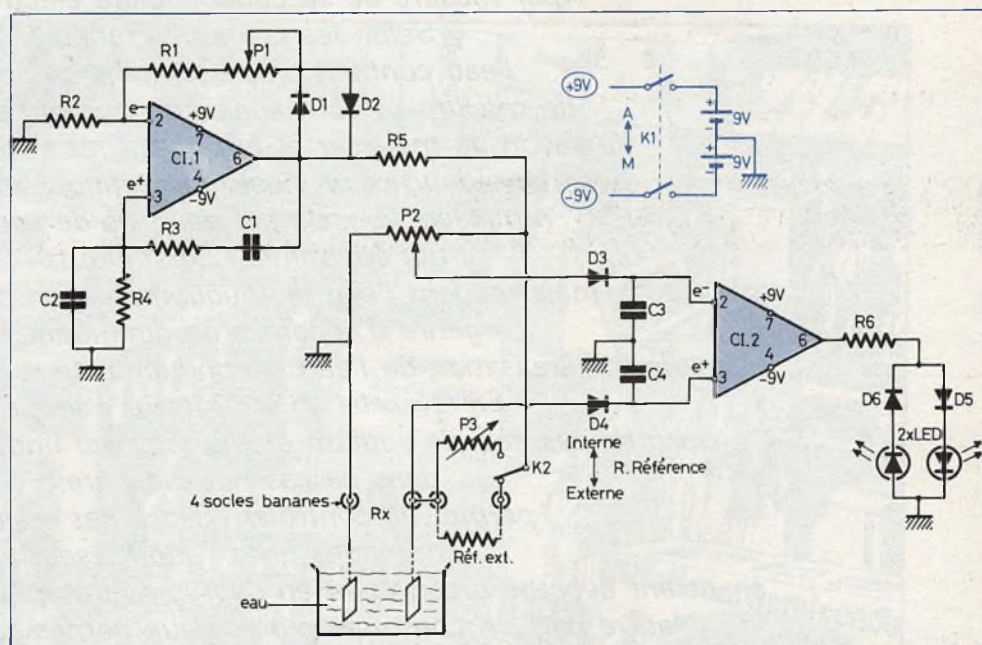 R1
P1
R2
e-
2
+9V
7
CI.1
6
4
-9V
e+
3
D1
D2
R5
R3
C1
C2
R4
P2
+9V
A
M
K1
+
-
9V
+
-
9V
-9V
D3
e-
2
+9V
7
C3
CI.2
6
R6
C4
4
-9V
e+
3
D4
D6
D5
2xLED
P3
Interne
K2
R. Référence
Externe
4 socles bananes
Rx
Réf. ext.
eau